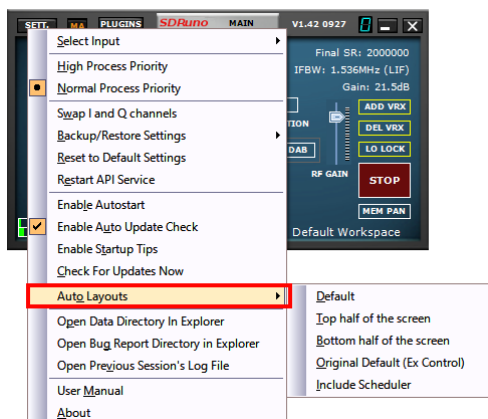 SETT. MA PLUGINS SDRuno MAIN V1.42 0927
Select Input
High Process Priority
Normal Process Priority
Swap I and Q channels
Backup/Restore Settings
Reset to Default Settings
Restart API Service
Enable Autostart
Enable Auto Update Check
Enable Startup Tips
Check For Updates Now
Auto Layouts
Open Data Directory In Explorer
Open Bug Report Directory in Explorer
Open Previous Session's Log File
User Manual
About
Final SR: 2000000
IFBW: 1.536MHz (LIF)
Gain: 21.5dB
ADD VRX
TION
DEL VRX
DAB
LO LOCK
RF GAIN
STOP
MEM PAN
Default Workspace
Default
Top half of the screen
Bottom half of the screen
Original Default (Ex Control)
Include Scheduler